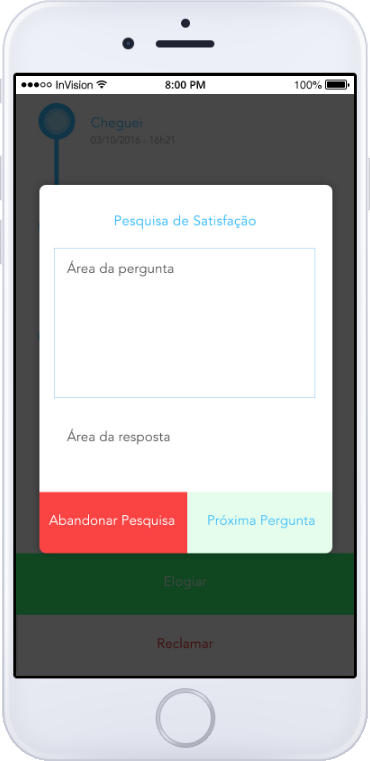 InVision 8:00 PM 100%
Cheguei
03/10/2016 - 16h21
Pesquisa de Satisfação
Área da pergunta
Área da resposta
Abandonar Pesquisa Próxima Pergunta
Elogiar
Reclamar